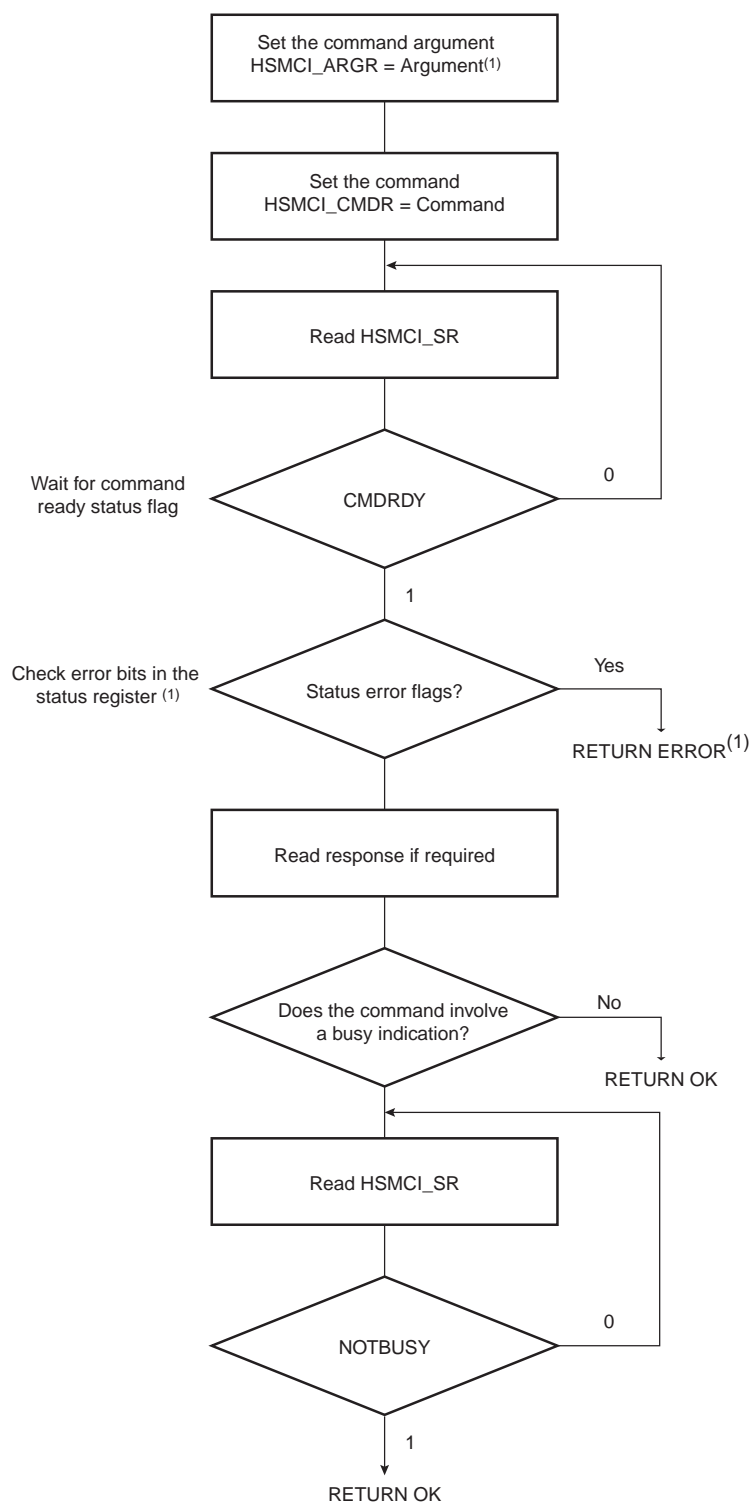 Set the command argument
HSMCI_ARGR = Argument(1)
Set the command
HSMCI_CMDR = Command
Read HSMCI_SR
Wait for command
ready status flag
CMDRDY
0
1
Check error bits in the
status register (1)
Status error flags?
Yes
RETURN ERROR(1)
Read response if required
Does the command involve
a busy indication?
No
RETURN OK
Read HSMCI_SR
NOTBUSY
0
1
RETURN OK